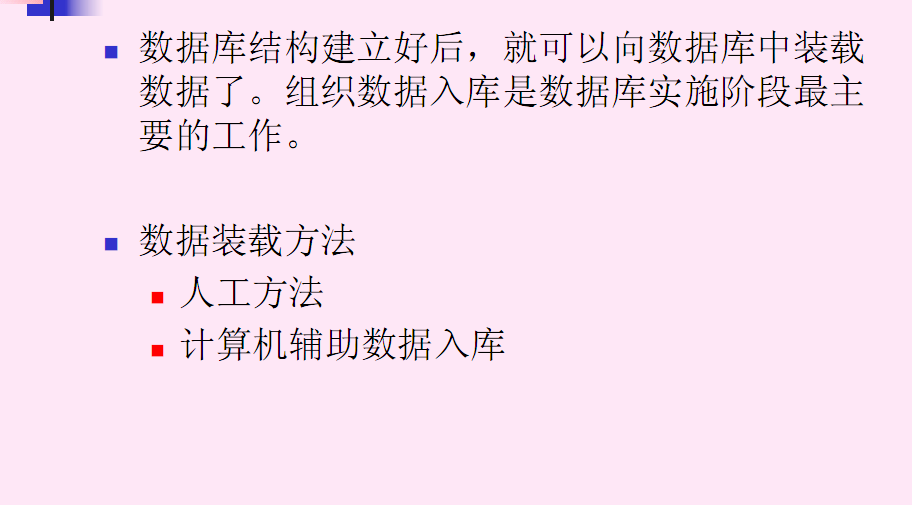 数据库结构建立好后，就可以向数据库中装载
数据了。组织数据入库是数据库实施阶段最主
要的工作。
数据装载方法
人工方法
计算机辅助数据入库